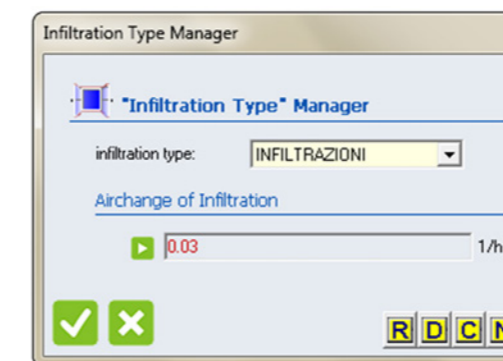 Infiltration Type Manager
"Infiltration Type" Manager
infiltration type: INFILTRAZIONI
Airchange of Infiltration
0.03 1/h
R D C N